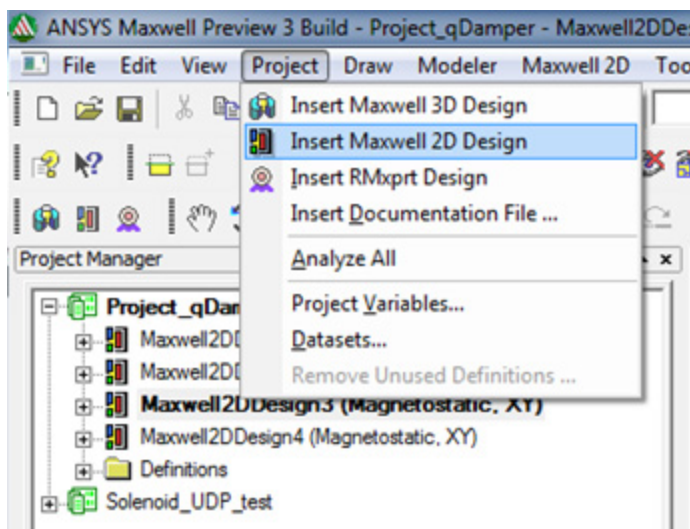 ANSYS Maxwell Preview 3 Build - Project_qDamper - Maxwell2DDe
File Edit View Project Draw Modeler Maxwell 2D Too
Insert Maxwell 3D Design
Insert Maxwell 2D Design
Insert RMxprt Design
Insert Documentation File ...
Analyze All
Project Variables...
Datasets...
Remove Unused Definitions ...
Project Manager
Project_qDar
Maxwell2DD
Maxwell2DD
Maxwell2DDesign3 (Magnetostatic, XY)
Maxwell2DDesign4 (Magnetostatic, XY)
Definitions
Solenoid_UDP_test